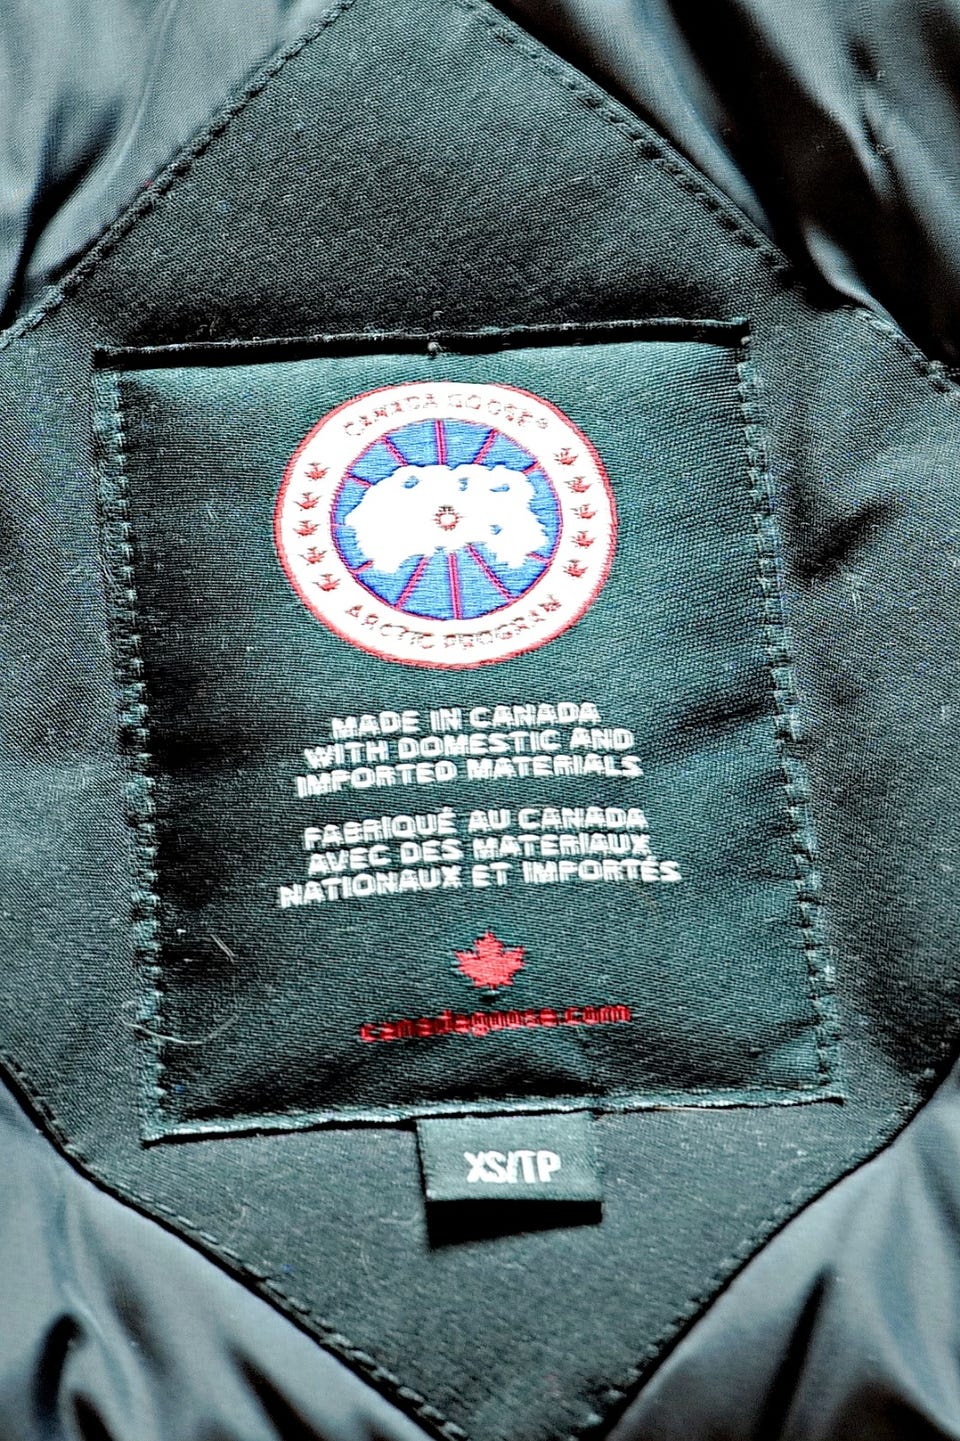 CANADA GOOSE®
ARCTIC PROGRAM
MADE IN CANADA
WITH DOMESTIC AND
IMPORTED MATERIALS
FABRIQUÉ AU CANADA
AVEC DES MATERIAUX
NATIONAUX ET IMPORTÉS
canadagoose.com
XS/TP